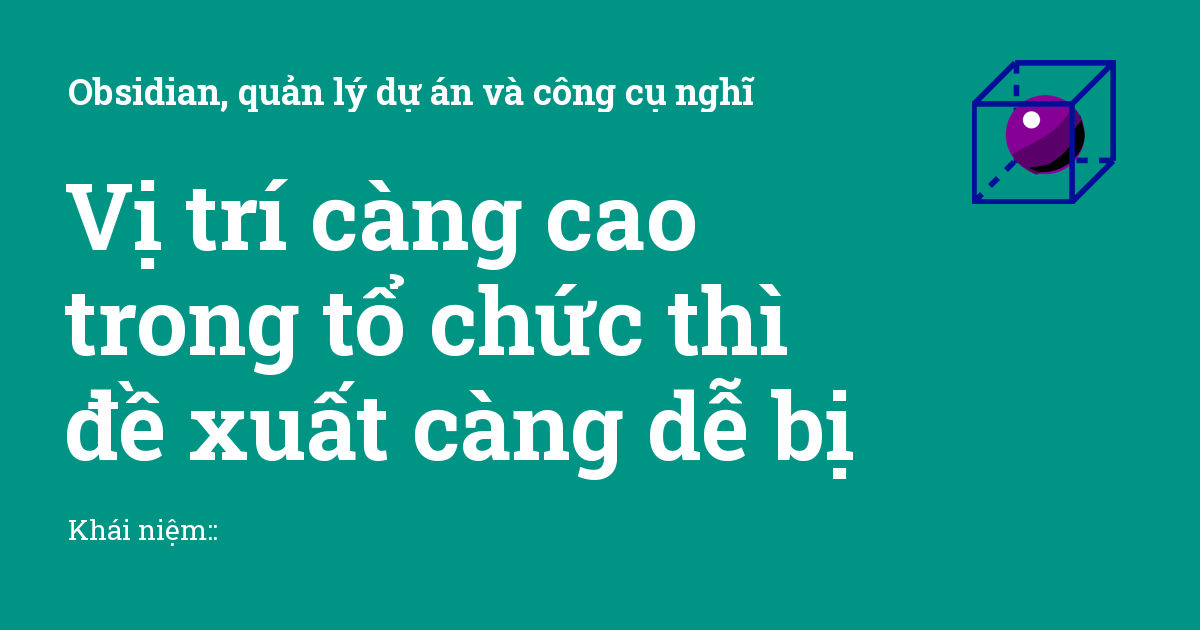 Obsidian, quản lý dự án và công cụ nghĩ
Vị trí càng cao
trong tổ chức thì
đề xuất càng dễ bị
Khái niệm::